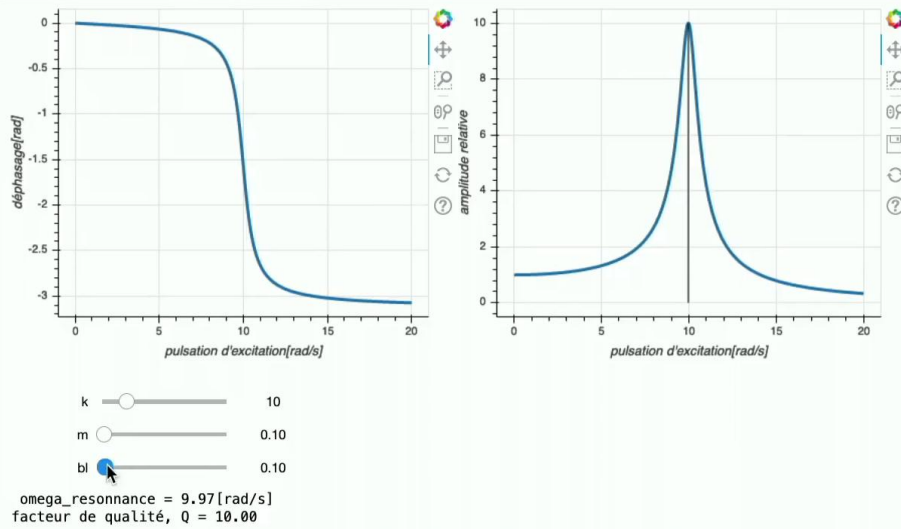 0
-0.5
-1
-1.5
-2
-2.5
-3
déphasage[rad]
0 5 10 15 20
pulsation d'excitation[rad/s]
10
8
6
4
2
0
amplitude relative
0 5 10 15 20
pulsation d'excitation[rad/s]
k 10
m 0.10
bl 0.10
omega_resonnance = 9.97[rad/s]
facteur de qualité, Q = 10.00